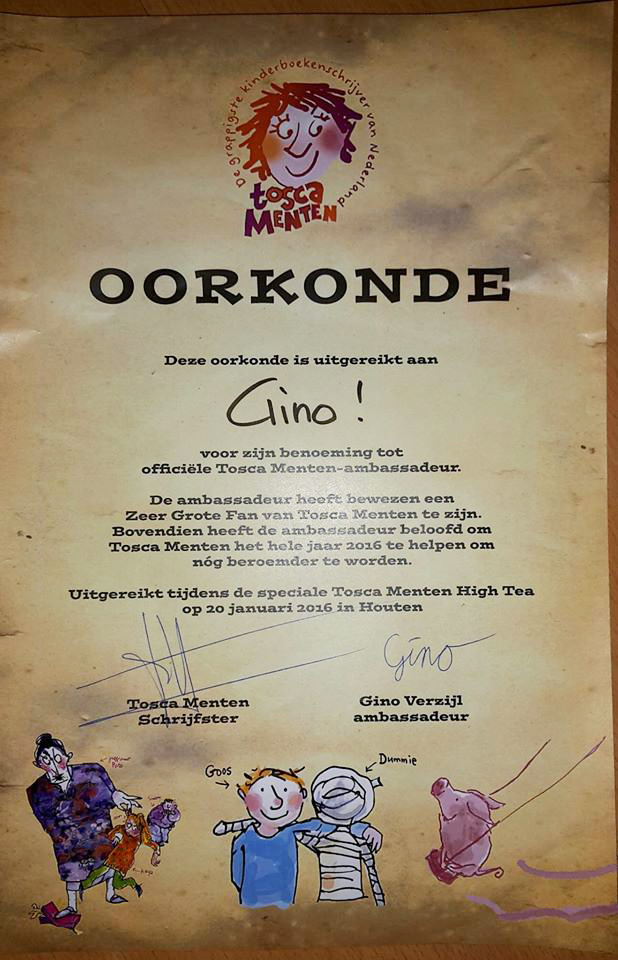 De grappigste kinderboekenschrijver van Nederland
tosca
MENTEN
OORKONDE
Deze oorkonde is uitgereikt aan
Gino!
voor zijn benoeming tot
officiële Tosca Menten-ambassadeur.
De ambassadeur heeft bewezen een
Zeer Grote Fan van Tosca Menten te zijn.
Bovendien heeft de ambassadeur beloofd om
Tosca Menten het hele jaar 2016 te helpen om
nóg beroemder te worden.
Uitgereikt tijdens de speciale Tosca Menten High Tea
op 20 januari 2016 in Houten
Gino
Tosca Menten
Schrijfster
Gino Verzijl
ambassadeur
Goos
Dummie